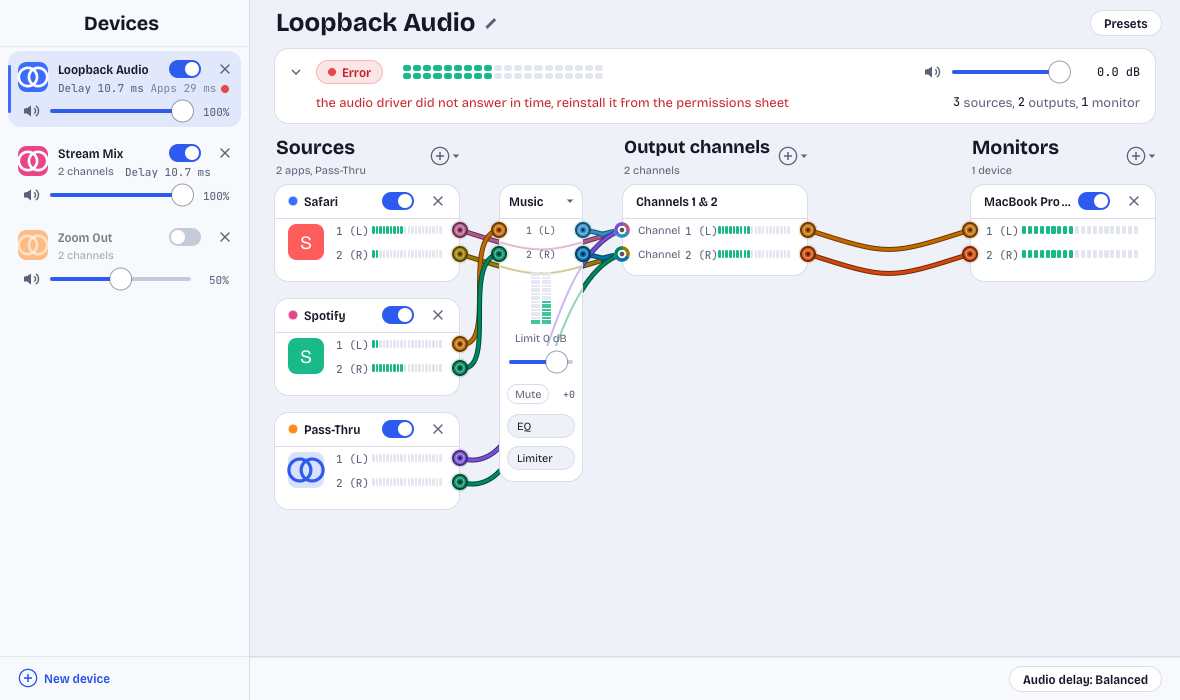 Devices
Loopback Audio
Delay 10.7 ms Apps 29 ms
100%
Stream Mix
2 channels Delay 10.7 ms
100%
Zoom Out
2 channels
50%
New device
Loopback Audio
Presets
Error
0.0 dB
the audio driver did not answer in time, reinstall it from the permissions sheet
3 sources, 2 outputs, 1 monitor
Sources
2 apps, Pass-Thru
Safari
S
1 (L)
2 (R)
Spotify
S
1 (L)
2 (R)
Pass-Thru
1 (L)
2 (R)
Music
1 (L)
2 (R)
Limit 0 dB
Mute +0
EQ
Limiter
Output channels
2 channels
Channels 1 & 2
Channel 1 (L)
Channel 2 (R)
Monitors
1 device
MacBook Pro...
1 (L)
2 (R)
Audio delay: Balanced